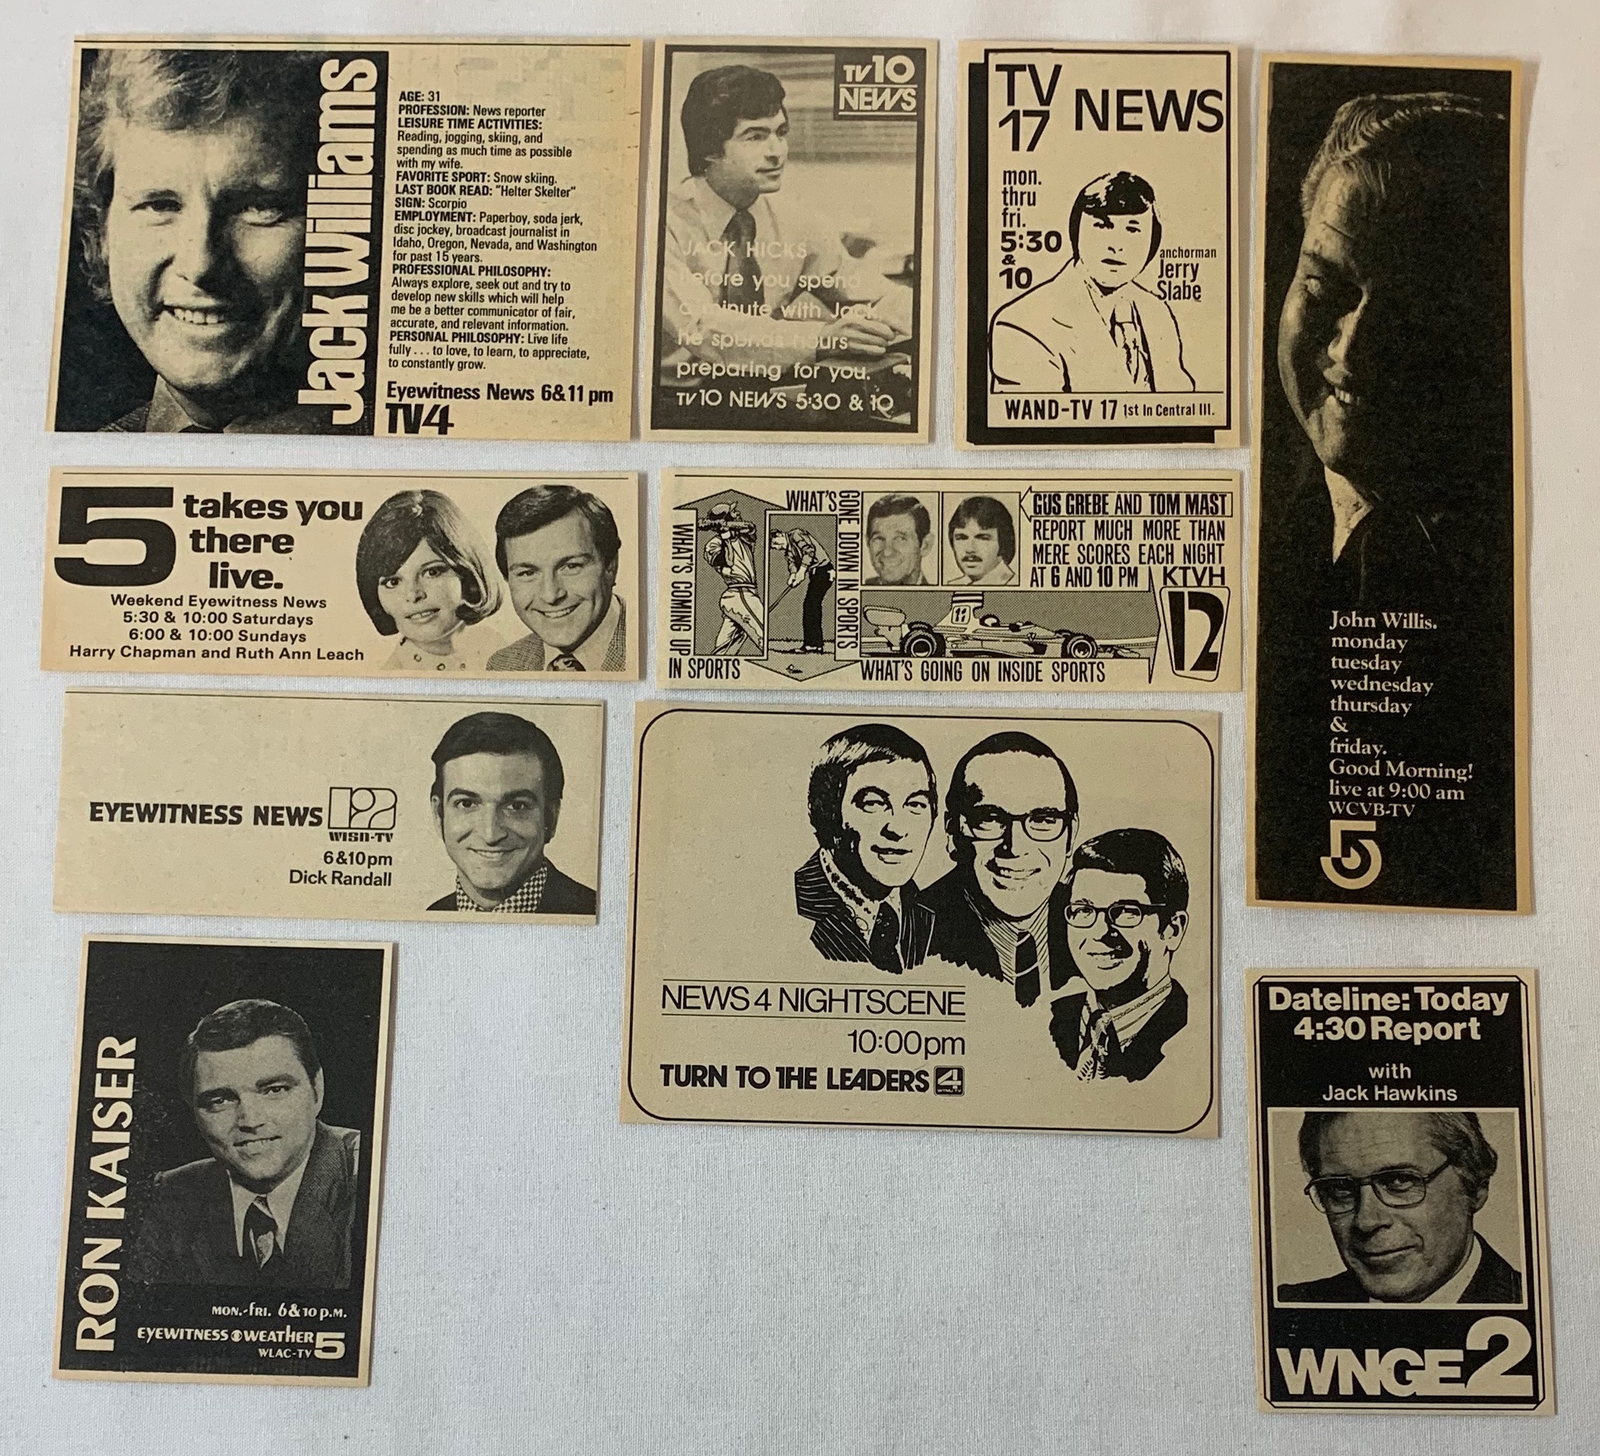 Jack Williams
AGE: 31
PROFESSION: News reporter
LEISURE TIME ACTIVITIES:
Reading, jogging, skiing, and
spending as much time as possible
with my wife.
FAVORITE SPORT: Snow skiing.
LAST BOOK READ: "Helter Skelter"
SIGN: Scorpio
EMPLOYMENT: Paperboy, soda jerk,
disc jockey, broadcast journalist in
Idaho, Oregon, Nevada, and Washington
for past 15 years.
PROFESSIONAL PHILOSOPHY:
Always explore, seek out and try to
develop new skills which will help
me be a better communicator of fair,
accurate, and relevant information.
PERSONAL PHILOSOPHY: Live life
fully . . . to love, to learn, to appreciate,
to constantly grow.
Eyewitness News 6&11 pm
TV4
TV10
NEWS
JACK HICKS
before you spend
a minute with Jack,
he spends hours
preparing for you.
TV10 NEWS 5:30 & 10
TV
17
NEWS
mon.
thru
fri.
5:30
&
10
anchorman
Jerry
Slabe
WAND-TV 17 1st In Central Ill.
John Willis.
monday
tuesday
wednesday
thursday
&
friday.
Good Morning!
live at 9:00 am
WCVB-TV
5
5 takes you
there
live.
Weekend Eyewitness News
5:30 & 10:00 Saturdays
6:00 & 10:00 Sundays
Harry Chapman and Ruth Ann Leach
WHAT'S COMING UP
IN SPORTS
WHAT'S
GONE DOWN IN SPORTS
GUS GREBE AND TOM MAST
REPORT MUCH MORE THAN
MERE SCORES EACH NIGHT
AT 6 AND 10 PM
KTVH
12
11
WHAT'S GOING ON INSIDE SPORTS
EYEWITNESS NEWS 12
WISN-TV
6&10pm
Dick Randall
NEWS 4 NIGHTSCENE
10:00pm
TURN TO THE LEADERS 4
RON KAISER
MON.-FRI. 6&10 P.M.
EYEWITNESS WEATHER 5
WLAC-TV
Dateline: Today
4:30 Report
with
Jack Hawkins
WNGE2